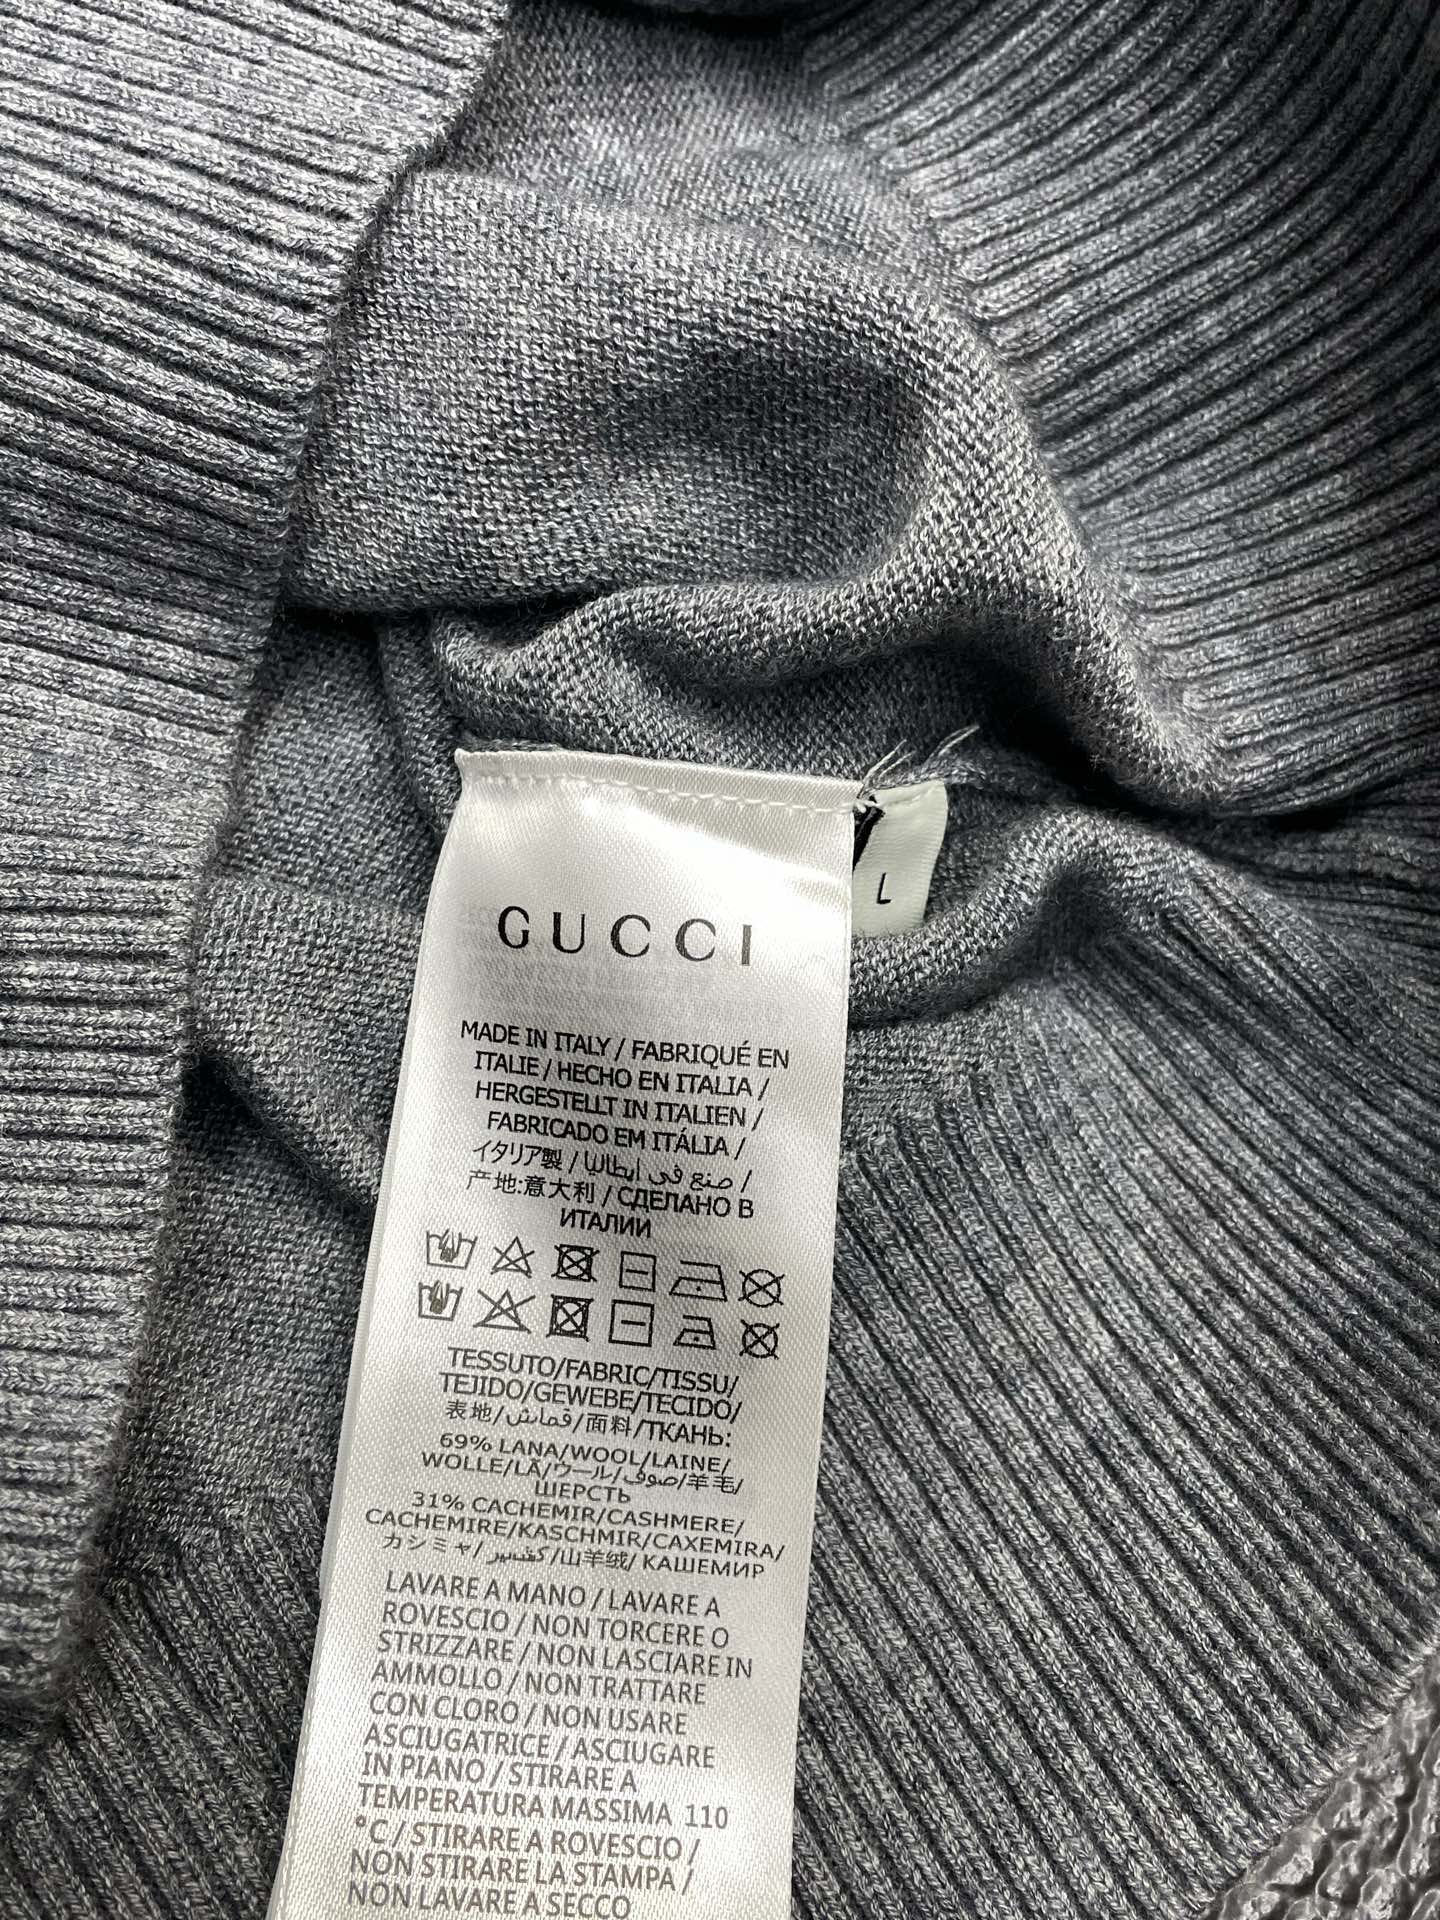 L
GUCCI
MADE IN ITALY / FABRIQUÉ EN
ITALIE / HECHO EN ITALIA /
HERGESTELLT IN ITALIEN /
FABRICADO EM ITÁLIA /
イタリア製 / صنع في إيطاليا /
产地:意大利 / СДЕЛАНО В
ИТАЛИИ
TESSUTO/FABRIC/TISSU/
TEJIDO/GEWEBE/TECIDO/
表地/قماش/面料/ТКАНЬ:
69% LANA/WOOL/LAINE/
WOLLE/LÃ/ウール/صوف/羊毛/
ШЕРСТЬ
31% CACHEMIR/CASHMERE/
CACHEMIRE/KASCHMIR/CAXEMIRA/
カシミヤ/كشمير/山羊绒/ КАШЕМИР
LAVARE A MANO / LAVARE A
ROVESCIO / NON TORCERE O
STRIZZARE / NON LASCIARE IN
AMMOLLO / NON TRATTARE
CON CLORO / NON USARE
ASCIUGATRICE / ASCIUGARE
IN PIANO / STIRARE A
TEMPERATURA MASSIMA 110
°C / STIRARE A ROVESCIO /
NON STIRARE LA STAMPA /
NON LAVARE A SECCO